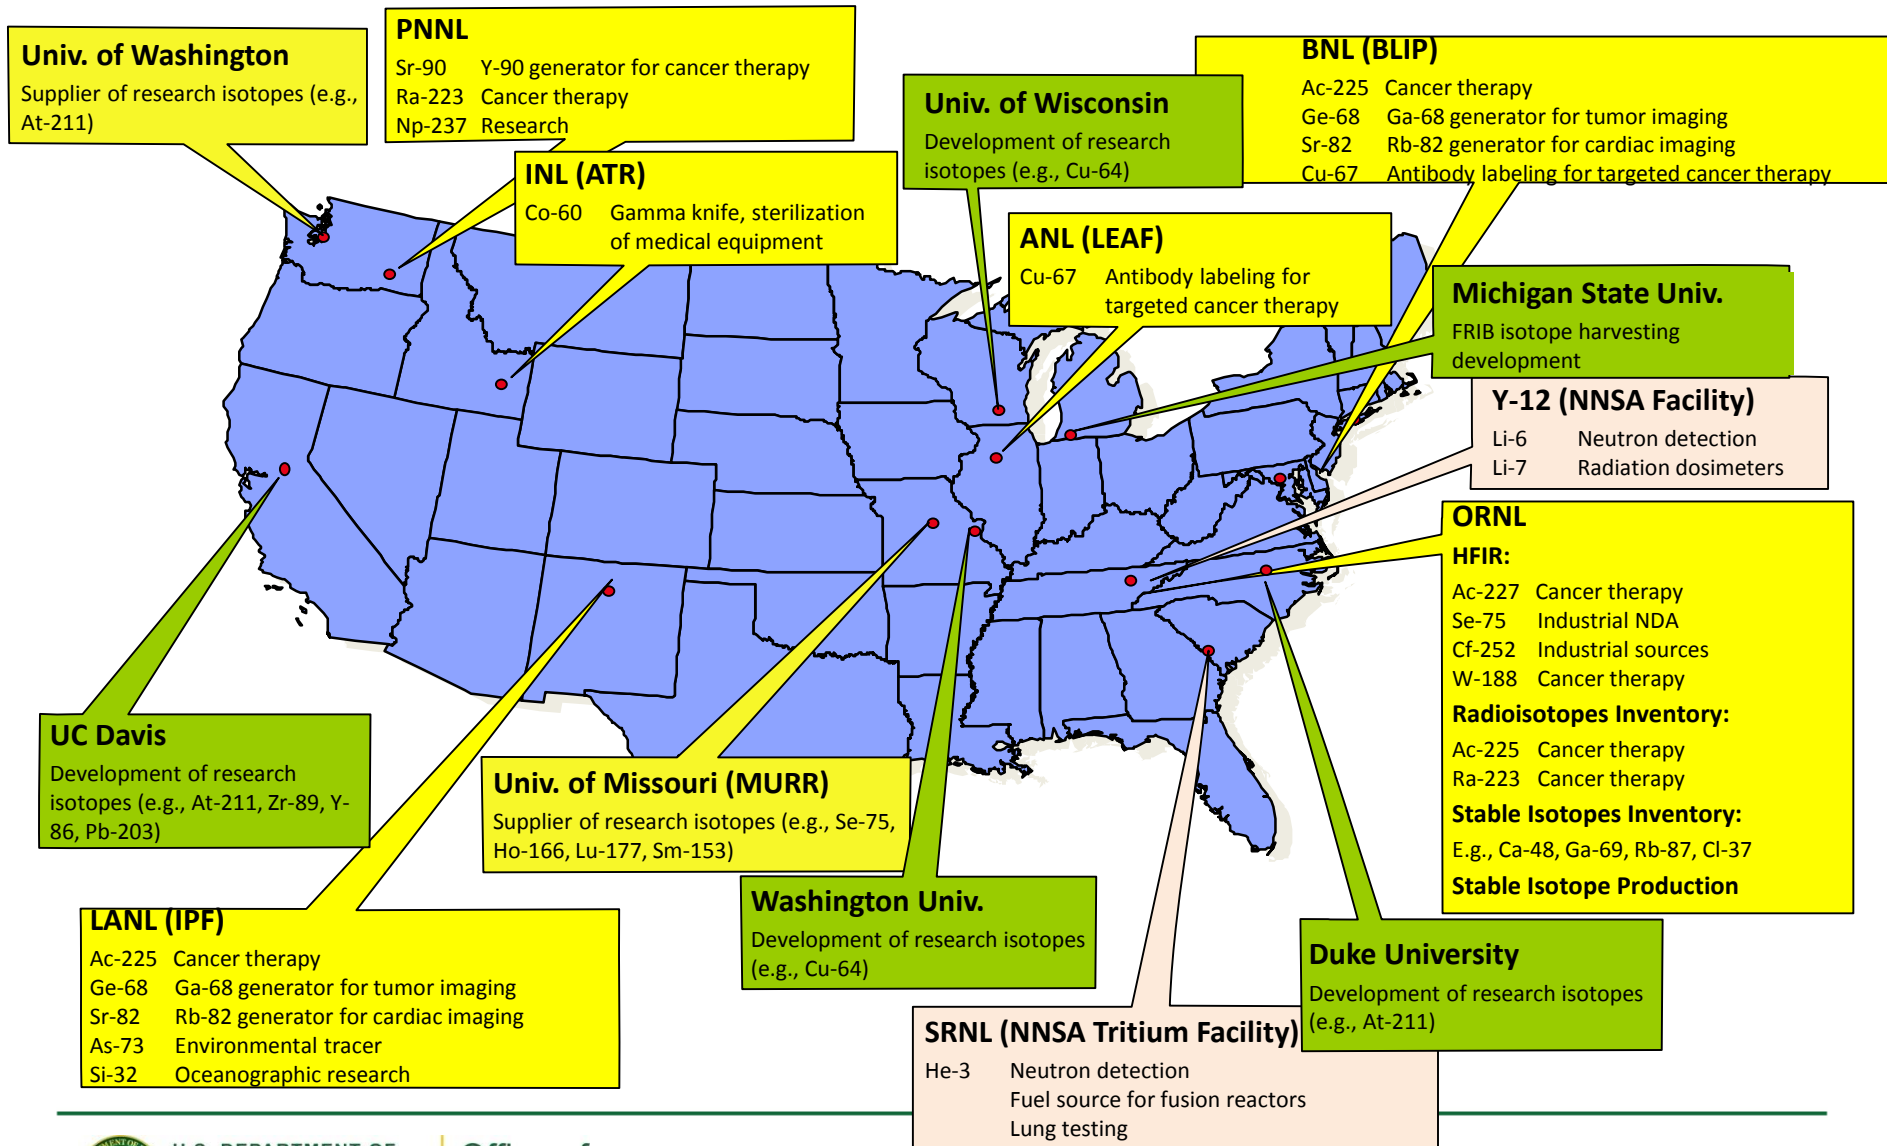 Univ. of Washington
Supplier of research isotopes (e.g.,
At-211)
PNNL
Sr-90 Y-90 generator for cancer therapy
Ra-223 Cancer therapy
Np-237 Research
INL (ATR)
Co-60 Gamma knife, sterilization
of medical equipment
Univ. of Wisconsin
Development of research
isotopes (e.g., Cu-64)
BNL (BLIP)
Ac-225 Cancer therapy
Ge-68 Ga-68 generator for tumor imaging
Sr-82 Rb-82 generator for cardiac imaging
Cu-67 Antibody labeling for targeted cancer therapy
ANL (LEAF)
Cu-67 Antibody labeling for
targeted cancer therapy
Michigan State Univ.
FRIB isotope harvesting
development
Y-12 (NNSA Facility)
Li-6 Neutron detection
Li-7 Radiation dosimeters
ORNL
HFIR:
Ac-227 Cancer therapy
Se-75 Industrial NDA
Cf-252 Industrial sources
W-188 Cancer therapy
Radioisotopes Inventory:
Ac-225 Cancer therapy
Ra-223 Cancer therapy
Stable Isotopes Inventory:
E.g., Ca-48, Ga-69, Rb-87, Cl-37
Stable Isotope Production
UC Davis
Development of research
isotopes (e.g., At-211, Zr-89, Y-
86, Pb-203)
Univ. of Missouri (MURR)
Supplier of research isotopes (e.g., Se-75,
Ho-166, Lu-177, Sm-153)
Washington Univ.
Development of research isotopes
(e.g., Cu-64)
LANL (IPF)
Ac-225 Cancer therapy
Ge-68 Ga-68 generator for tumor imaging
Sr-82 Rb-82 generator for cardiac imaging
As-73 Environmental tracer
Si-32 Oceanographic research
Duke University
Development of research isotopes
(e.g., At-211)
SRNL (NNSA Tritium Facility)
He-3 Neutron detection
Fuel source for fusion reactors
Lung testing
U.S. DEPARTMENT OF